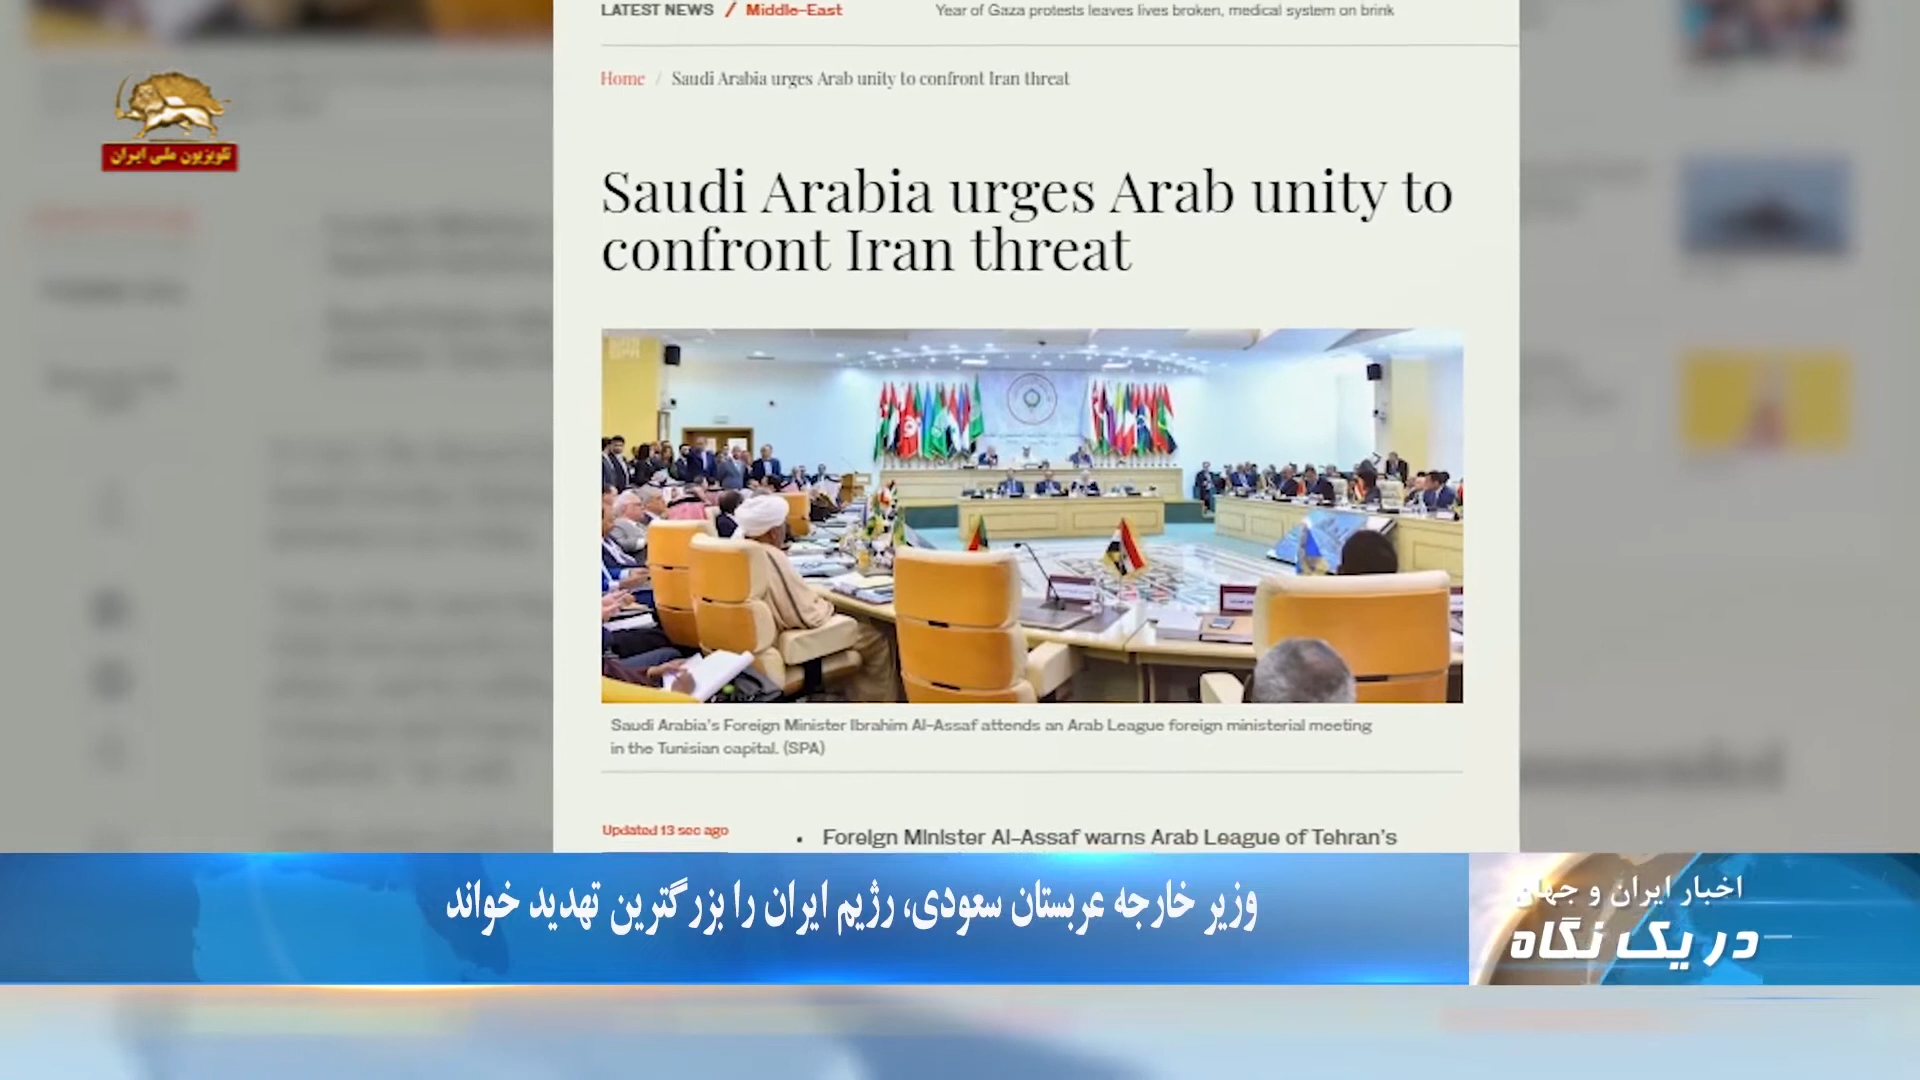 LATEST NEWS / Middle-East Year of Gaza protests leaves lives broken, medical system on brink
Home / Saudi Arabia urges Arab unity to confront Iran threat
تلویزیون ملی ایران
Saudi Arabia urges Arab unity to
confront Iran threat
Saudi Arabia's Foreign Minister Ibrahim Al-Assaf attends an Arab League foreign ministerial meeting
in the Tunisian capital. (SPA)
Updated 13 sec ago
• Foreign Minister Al-Assaf warns Arab League of Tehran's
وزیر خارجه عربستان سعودی، رژیم ایران را بزرگترین تهدید خواند
اخبار ایران و جهان
در یک نگاه